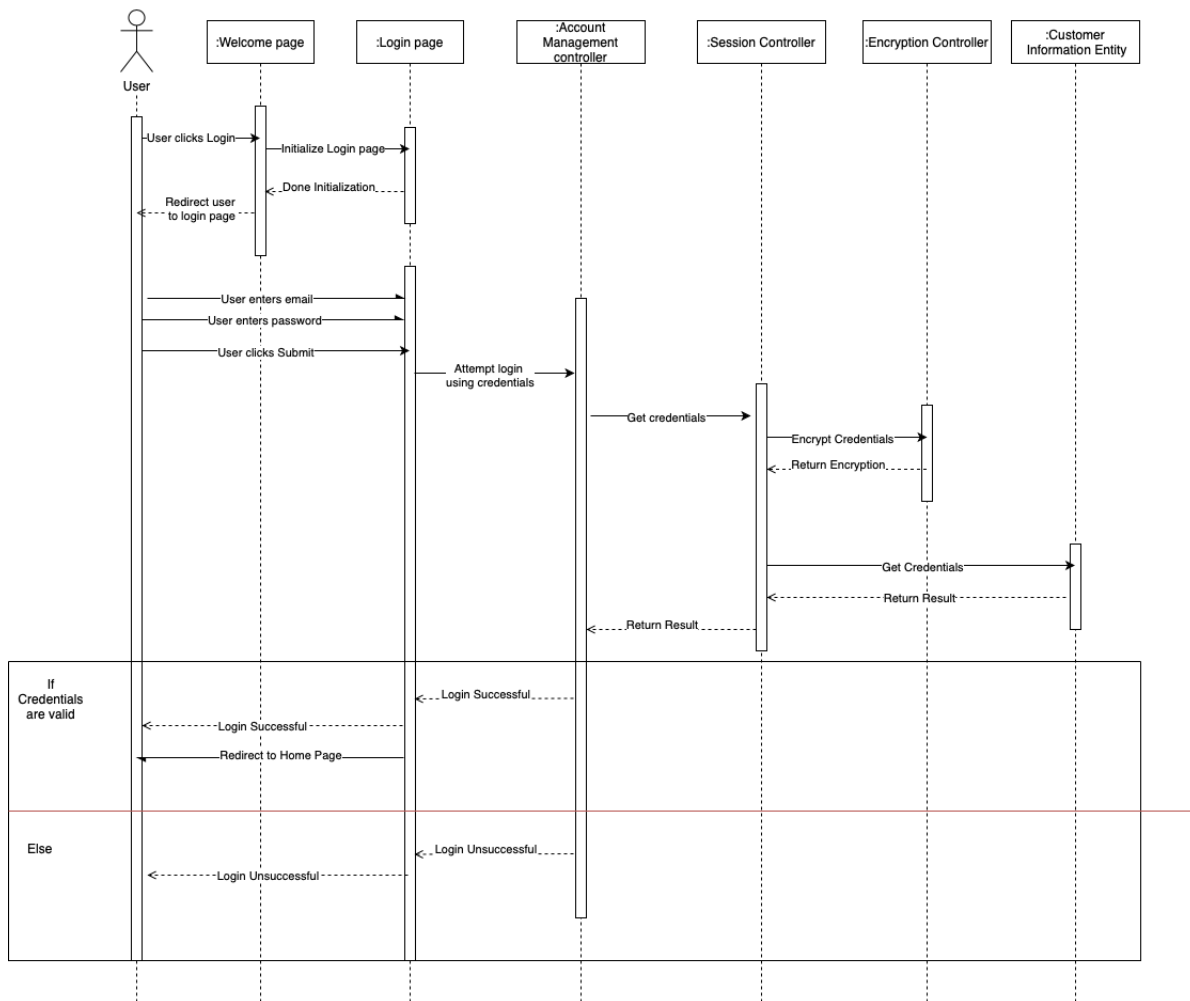 :Welcome page
:Login page
:Account
Management
controller
:Session Controller
:Encryption Controller
:Customer
Information Entity
User
User clicks Login
Initialize Login page
Done Initialization
Redirect user
to login page
User enters email
User enters password
User clicks Submit
Attempt login
using credentials
Get credentials
Encrypt Credentials
Return Encryption
Get Credentials
Return Result
Return Result
If
Credentials
are valid
Login Successful
Login Successful
Redirect to Home Page
Else
Login Unsuccessful
Login Unsuccessful